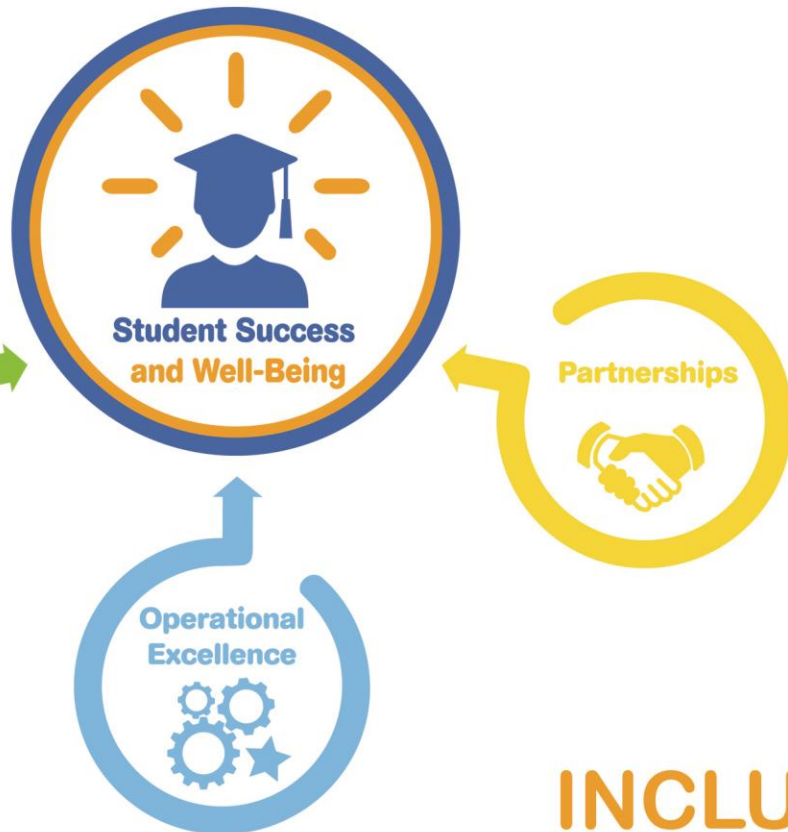 Student Success
and Well-Being
Partnerships
Operational
Excellence
INCLU